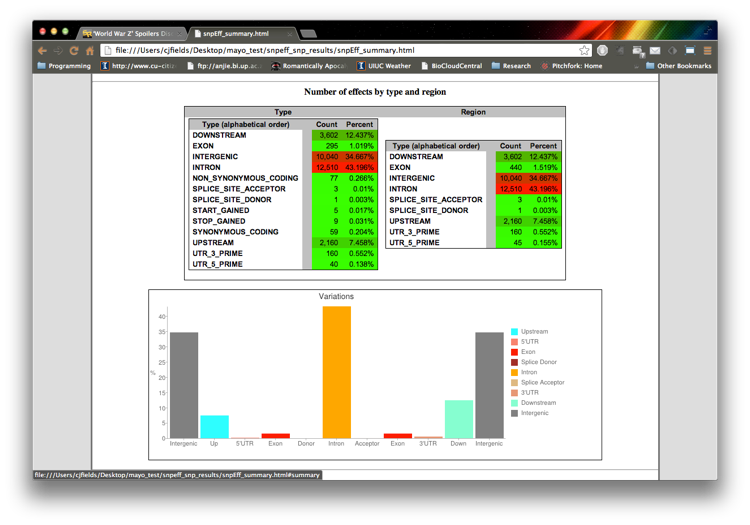 'World War Z' Spoilers Dis
snpEff_summary.html
file:///Users/cjfields/Desktop/mayo_test/snpeff_snp_results/snpEff_summary.html
Programming http://www.cu-citi ftp://anjie.bi.up.ac. Romantically Apoca UIUC Weather BioCloudCentral Research Pitchfork: Home Other Bookmarks
Number of effects by type and region
Type Region
Type (alphabetical order) Count Percent
DOWNSTREAM 3,602 12.437%
EXON 295 1.019%
INTERGENIC 10,040 34.667%
INTRON 12,510 43.196%
NON_SYNONYMOUS_CODING 77 0.266%
SPLICE_SITE_ACCEPTOR 3 0.01%
SPLICE_SITE_DONOR 1 0.003%
START_GAINED 5 0.017%
STOP_GAINED 9 0.031%
SYNONYMOUS_CODING 59 0.204%
UPSTREAM 2,160 7.458%
UTR_3_PRIME 160 0.552%
UTR_5_PRIME 40 0.138%
Type (alphabetical order) Count Percent
DOWNSTREAM 3,602 12.437%
EXON 440 1.519%
INTERGENIC 10,040 34.667%
INTRON 12,510 43.196%
SPLICE_SITE_ACCEPTOR 3 0.01%
SPLICE_SITE_DONOR 1 0.003%
UPSTREAM 2,160 7.458%
UTR_3_PRIME 160 0.552%
UTR_5_PRIME 45 0.155%
Variations
40
35
30
25
20
15
10
5
0
%
Intergenic Up 5'UTR Exon Donor Intron Acceptor Exon 3'UTR Down Intergenic
Upstream
5'UTR
Exon
Splice Donor
Intron
Splice Acceptor
3'UTR
Downstream
Intergenic
file:///Users/cjfields/Desktop/mayo_test/snpeff_snp_results/snpEff_summary.html#summary